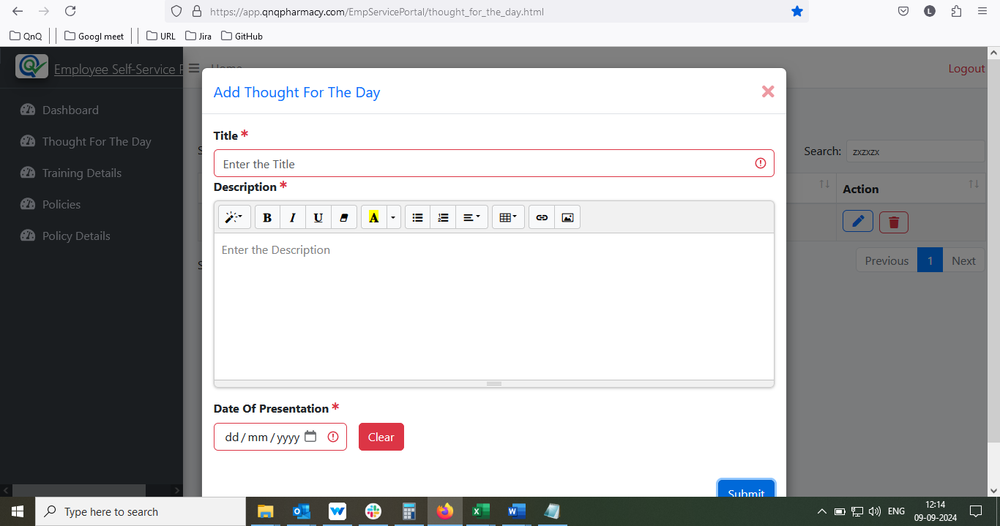 https://app.qnqpharmacy.com/EmpServicePortal/thought_for_the_day.html
L
QnQ
Googl meet
URL
Jira
GitHub
Employee Self-Service P
Home
Logout
Add Thought For The Day
Dashboard
Thought For The Day
Training Details
Policies
Policy Details
Title *
Enter the Title
Search: zxzxzx
Description *
Action
B I U A
Enter the Description
Previous 1 Next
Date Of Presentation *
dd/mm/yyyy
Clear
Submit
Type here to search
ENG
12:14
09-09-2024